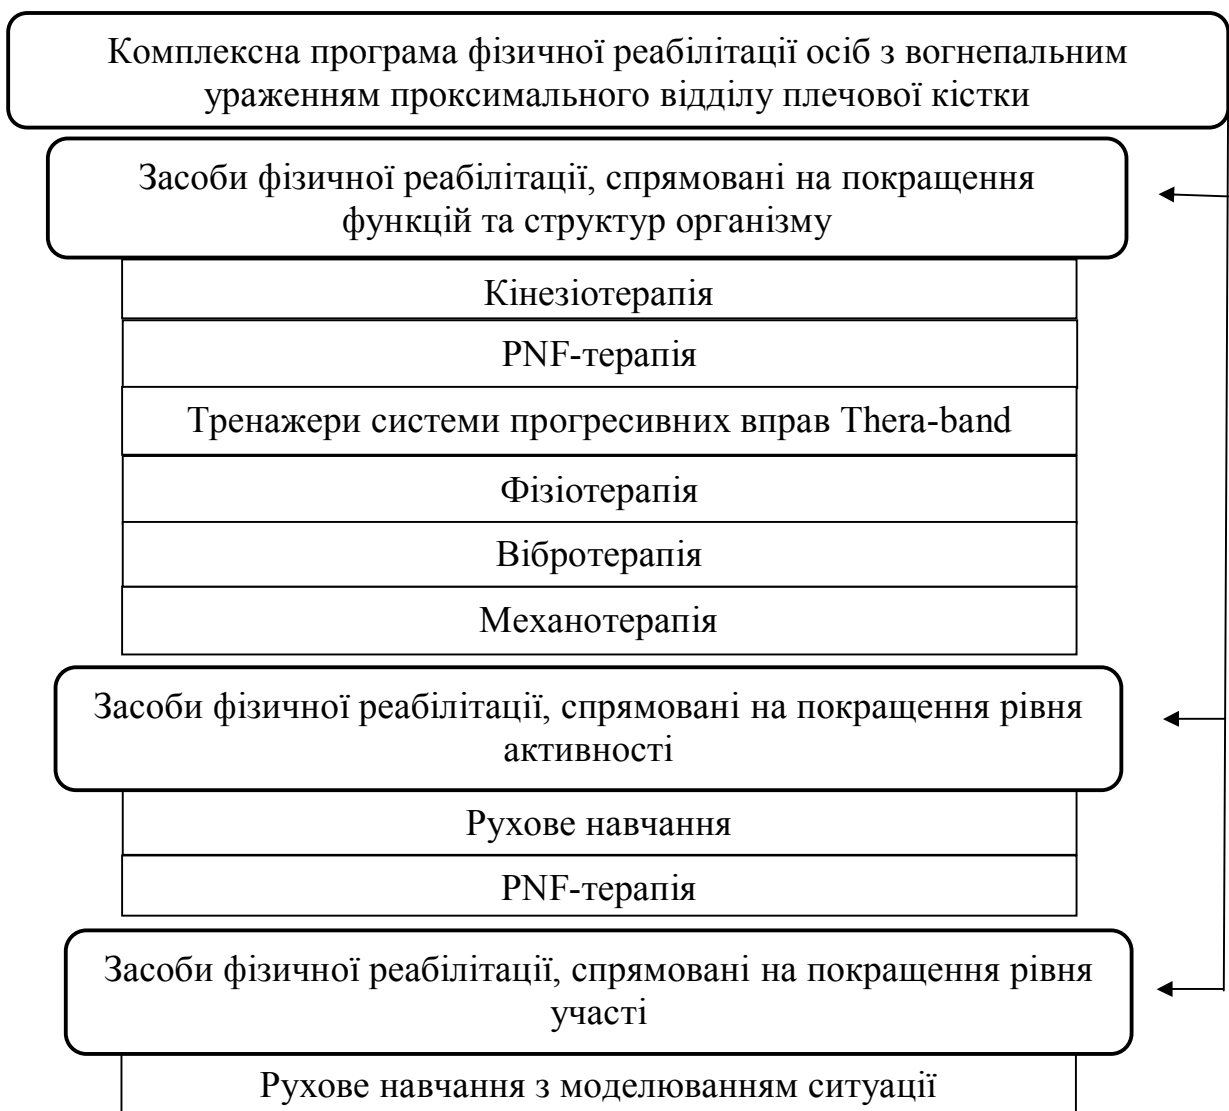 Комплексна програма фізичної реабілітації осіб з вогнепальним
ураженням проксимального відділу плечової кістки
Засоби фізичної реабілітації, спрямовані на покращення
функцій та структур організму
Кінезіотерапія
PNF-терапія
Тренажери системи прогресивних вправ Thera-band
Фізіотерапія
Вібротерапія
Механотерапія
Засоби фізичної реабілітації, спрямовані на покращення рівня
активності
Рухове навчання
PNF-терапія
Засоби фізичної реабілітації, спрямовані на покращення рівня
участі
Рухове навчання з моделюванням ситуації